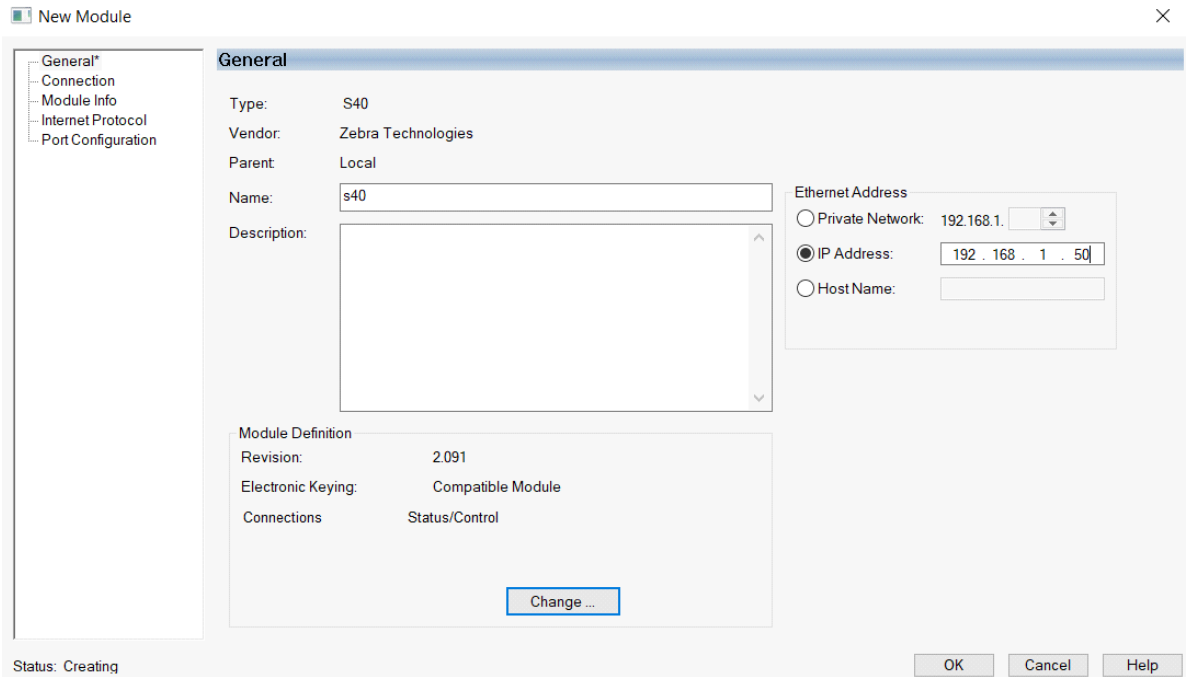 New Module
General*
Connection
Module Info
Internet Protocol
Port Configuration
General
Type: S40
Vendor: Zebra Technologies
Parent: Local
Name: s40
Description:
Ethernet Address
Private Network: 192.168.1.
IP Address: 192 . 168 . 1 . 50
Host Name:
Module Definition
Revision: 2.091
Electronic Keying: Compatible Module
Connections Status/Control
Change ...
Status: Creating
OK Cancel Help